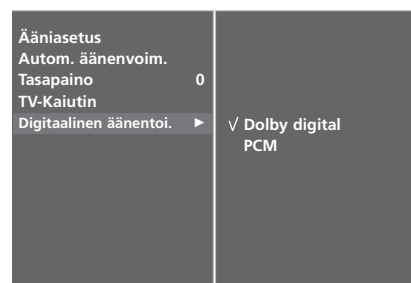 Ääniasetus
Autom. äänenvoim.
Tasapaino 0
TV-Kaiutin
Digitaalinen äänentoi. ►
√ Dolby digital
PCM